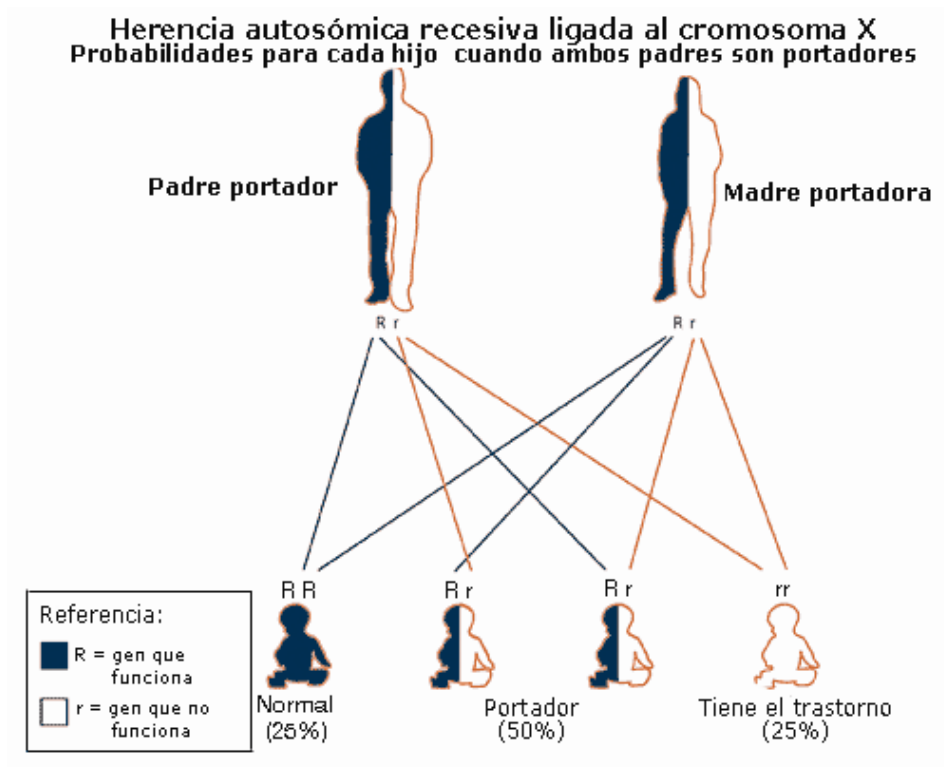 Herencia autosómica recesiva ligada al cromosoma X
Probabilidades para cada hijo cuando ambos padres son portadores
Padre portador
Madre portadora
R r
R r
R R
R r
R r
rr
Referencia:
R = gen que
funciona
r = gen que no
funciona
Normal
(25%)
Portador
(50%)
Tiene el trastorno
(25%)